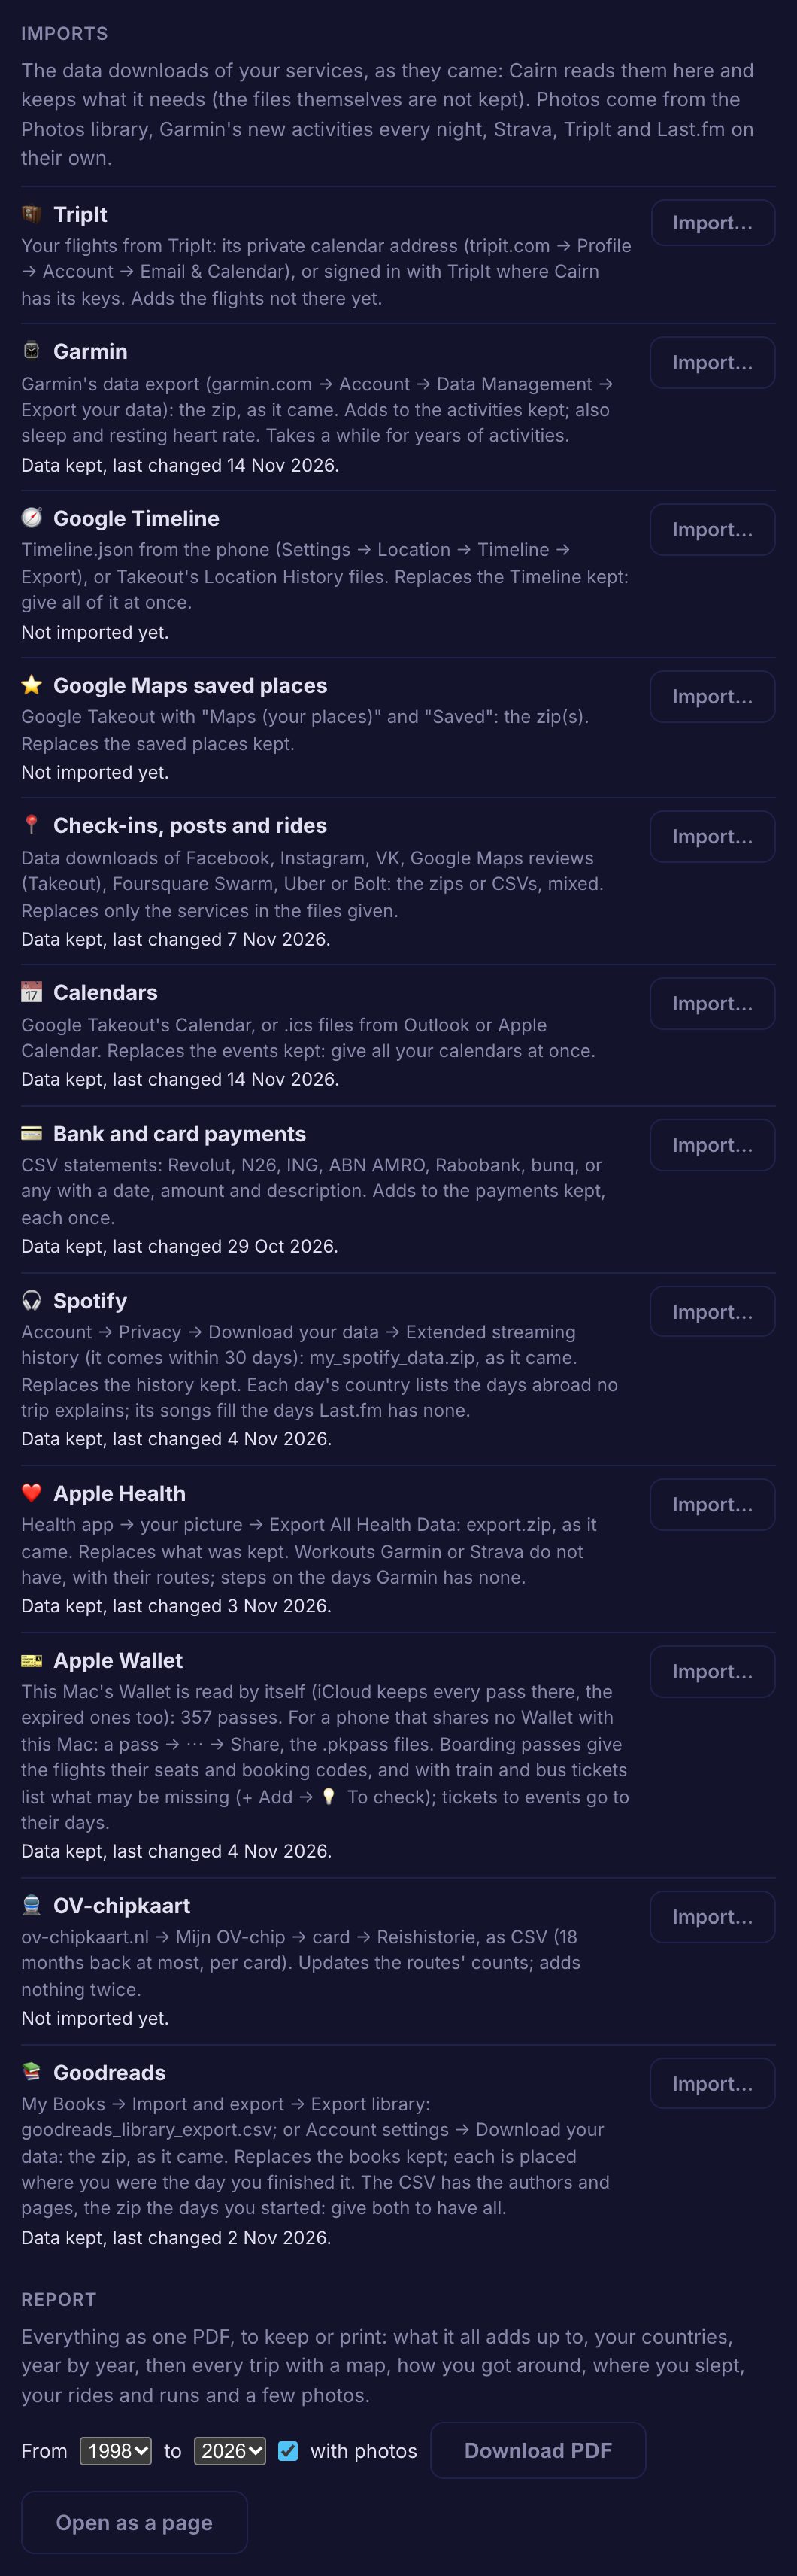 IMPORTS
The data downloads of your services, as they came: Cairn reads them here and
keeps what it needs (the files themselves are not kept). Photos come from the
Photos library, Garmin's new activities every night, Strava, TripIt and Last.fm on
their own.
TripIt
Import...
Your flights from TripIt: its private calendar address (tripit.com → Profile
→ Account → Email & Calendar), or signed in with TripIt where Cairn
has its keys. Adds the flights not there yet.
Garmin
Import...
Garmin's data export (garmin.com → Account → Data Management →
Export your data): the zip, as it came. Adds to the activities kept; also
sleep and resting heart rate. Takes a while for years of activities.
Data kept, last changed 14 Nov 2026.
Google Timeline
Import...
Timeline.json from the phone (Settings → Location → Timeline →
Export), or Takeout's Location History files. Replaces the Timeline kept:
give all of it at once.
Not imported yet.
Google Maps saved places
Import...
Google Takeout with "Maps (your places)" and "Saved": the zip(s).
Replaces the saved places kept.
Not imported yet.
Check-ins, posts and rides
Import...
Data downloads of Facebook, Instagram, VK, Google Maps reviews
(Takeout), Foursquare Swarm, Uber or Bolt: the zips or CSVs, mixed.
Replaces only the services in the files given.
Data kept, last changed 7 Nov 2026.
17
Calendars
Import...
Google Takeout's Calendar, or .ics files from Outlook or Apple
Calendar. Replaces the events kept: give all your calendars at once.
Data kept, last changed 14 Nov 2026.
Bank and card payments
Import...
CSV statements: Revolut, N26, ING, ABN AMRO, Rabobank, bunq, or
any with a date, amount and description. Adds to the payments kept,
each once.
Data kept, last changed 29 Oct 2026.
Spotify
Import...
Account → Privacy → Download your data → Extended streaming
history (it comes within 30 days): my_spotify_data.zip, as it came.
Replaces the history kept. Each day's country lists the days abroad no
trip explains; its songs fill the days Last.fm has none.
Data kept, last changed 4 Nov 2026.
Apple Health
Import...
Health app → your picture → Export All Health Data: export.zip, as it
came. Replaces what was kept. Workouts Garmin or Strava do not
have, with their routes; steps on the days Garmin has none.
Data kept, last changed 3 Nov 2026.
Apple Wallet
Import...
This Mac's Wallet is read by itself (iCloud keeps every pass there, the
expired ones too): 357 passes. For a phone that shares no Wallet with
this Mac: a pass → ··· → Share, the .pkpass files. Boarding passes give
the flights their seats and booking codes, and with train and bus tickets
list what may be missing (+ Add → 💡 To check); tickets to events go to
their days.
Data kept, last changed 4 Nov 2026.
OV-chipkaart
Import...
ov-chipkaart.nl → Mijn OV-chip → card → Reishistorie, as CSV (18
months back at most, per card). Updates the routes' counts; adds
nothing twice.
Not imported yet.
Goodreads
Import...
My Books → Import and export → Export library:
goodreads_library_export.csv; or Account settings → Download your
data: the zip, as it came. Replaces the books kept; each is placed
where you were the day you finished it. The CSV has the authors and
pages, the zip the days you started: give both to have all.
Data kept, last changed 2 Nov 2026.
REPORT
Everything as one PDF, to keep or print: what it all adds up to, your countries,
year by year, then every trip with a map, how you got around, where you slept,
your rides and runs and a few photos.
From 1998 to 2026 with photos Download PDF
Open as a page